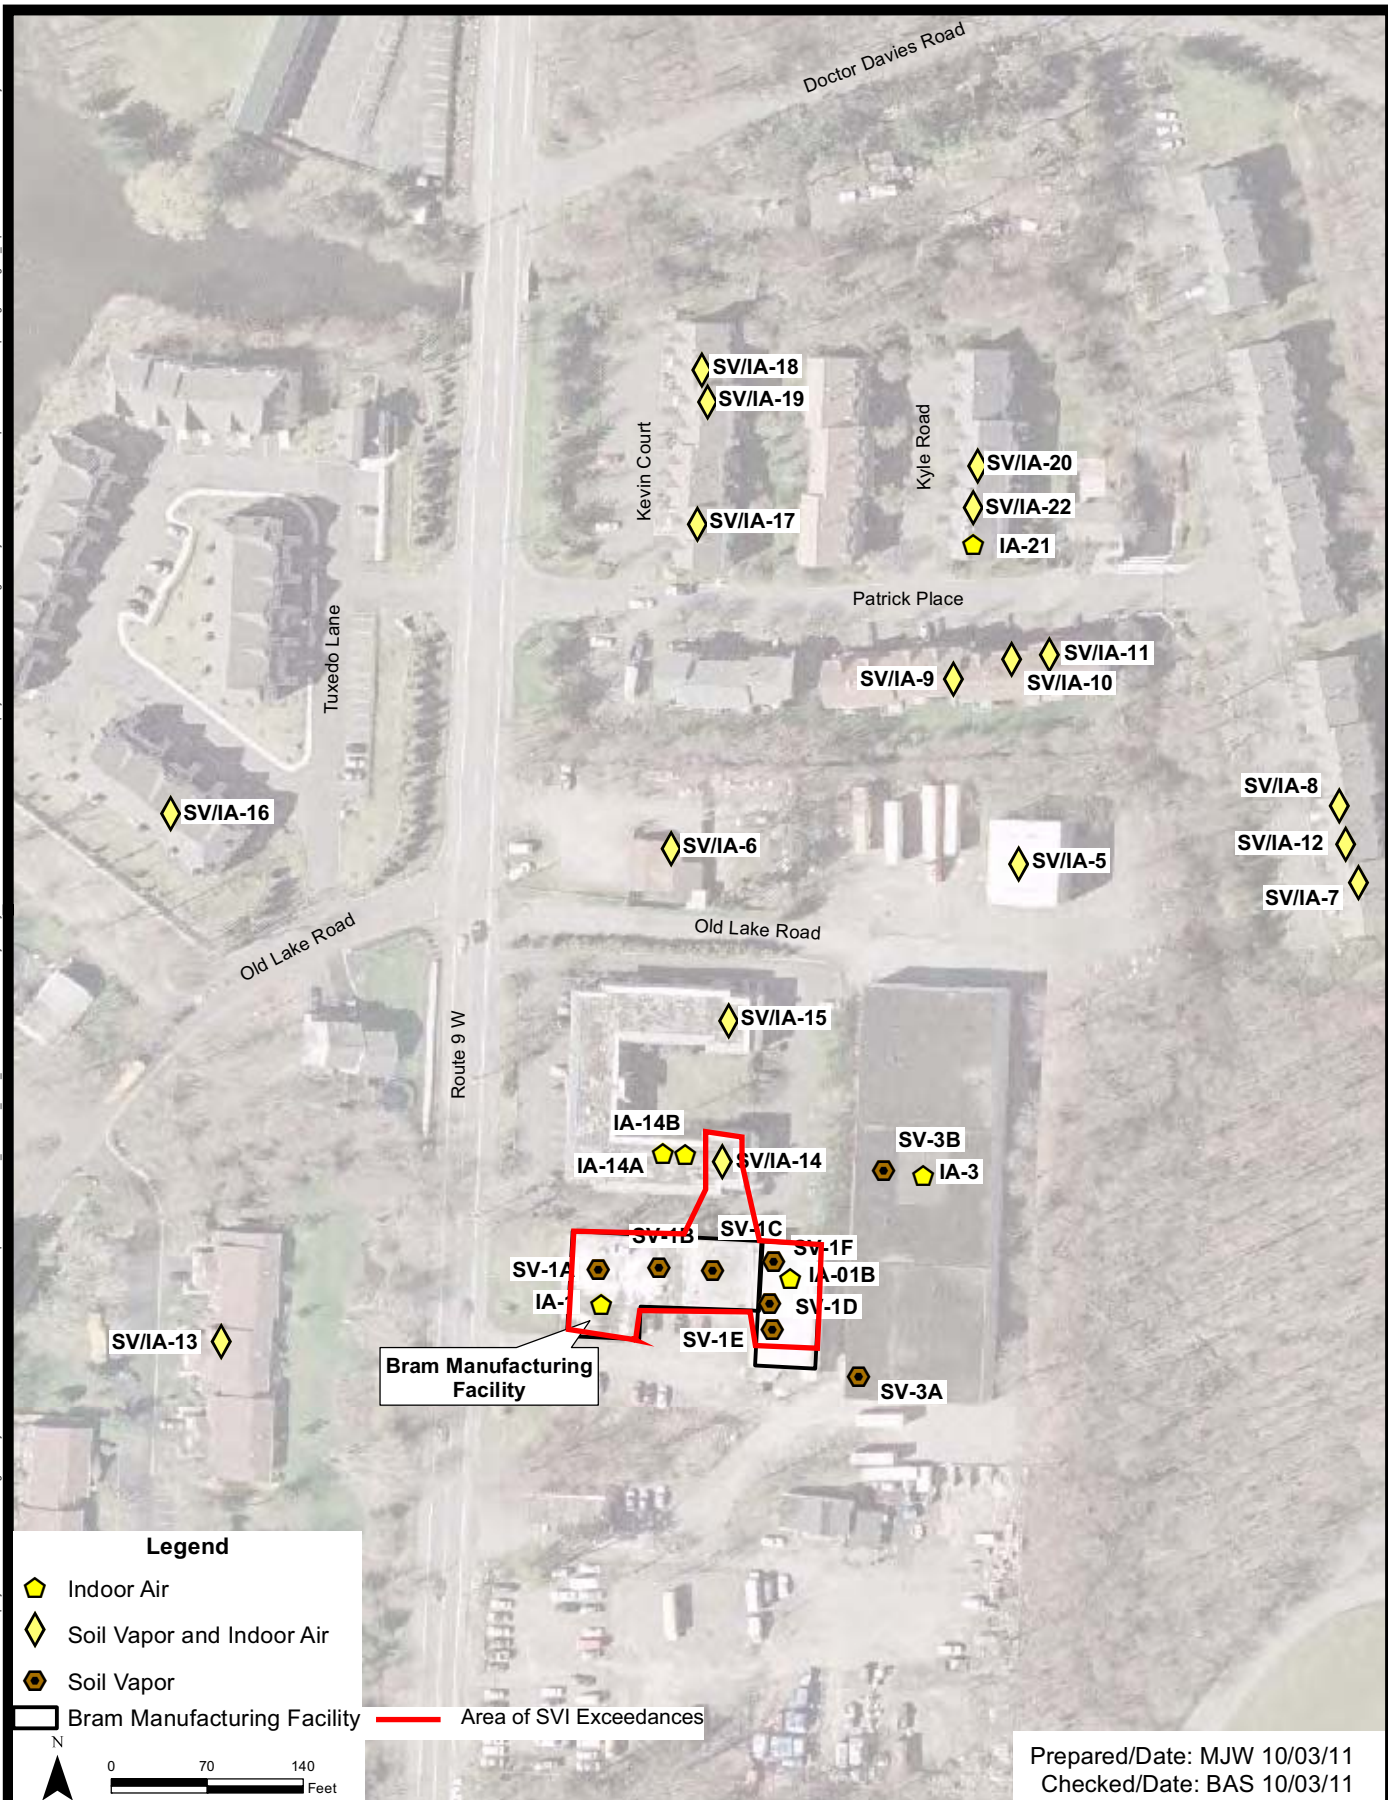 Doctor Davies Road
SV/IA-18
SV/IA-19
Kevin Court
Kyle Road
SV/IA-20
SV/IA-22
SV/IA-17
IA-21
Patrick Place
Tuxedo Lane
SV/IA-11
SV/IA-9
SV/IA-10
SV/IA-8
SV/IA-16
SV/IA-6
SV/IA-12
SV/IA-5
SV/IA-7
Old Lake Road
Old Lake Road
SV/IA-15
Route 9 W
IA-14B
SV-3B
IA-14A
SV/IA-14
IA-3
SV-1B
SV-1C
SV-1F
SV-1A
IA-01B
IA-1
SV-1D
SV-1E
SV/IA-13
Bram Manufacturing
Facility
SV-3A
Legend
Indoor Air
Soil Vapor and Indoor Air
Soil Vapor
Bram Manufacturing Facility
Area of SVI Exceedances
N
0 70 140
Feet
Prepared/Date: MJW 10/03/11
Checked/Date: BAS 10/03/11